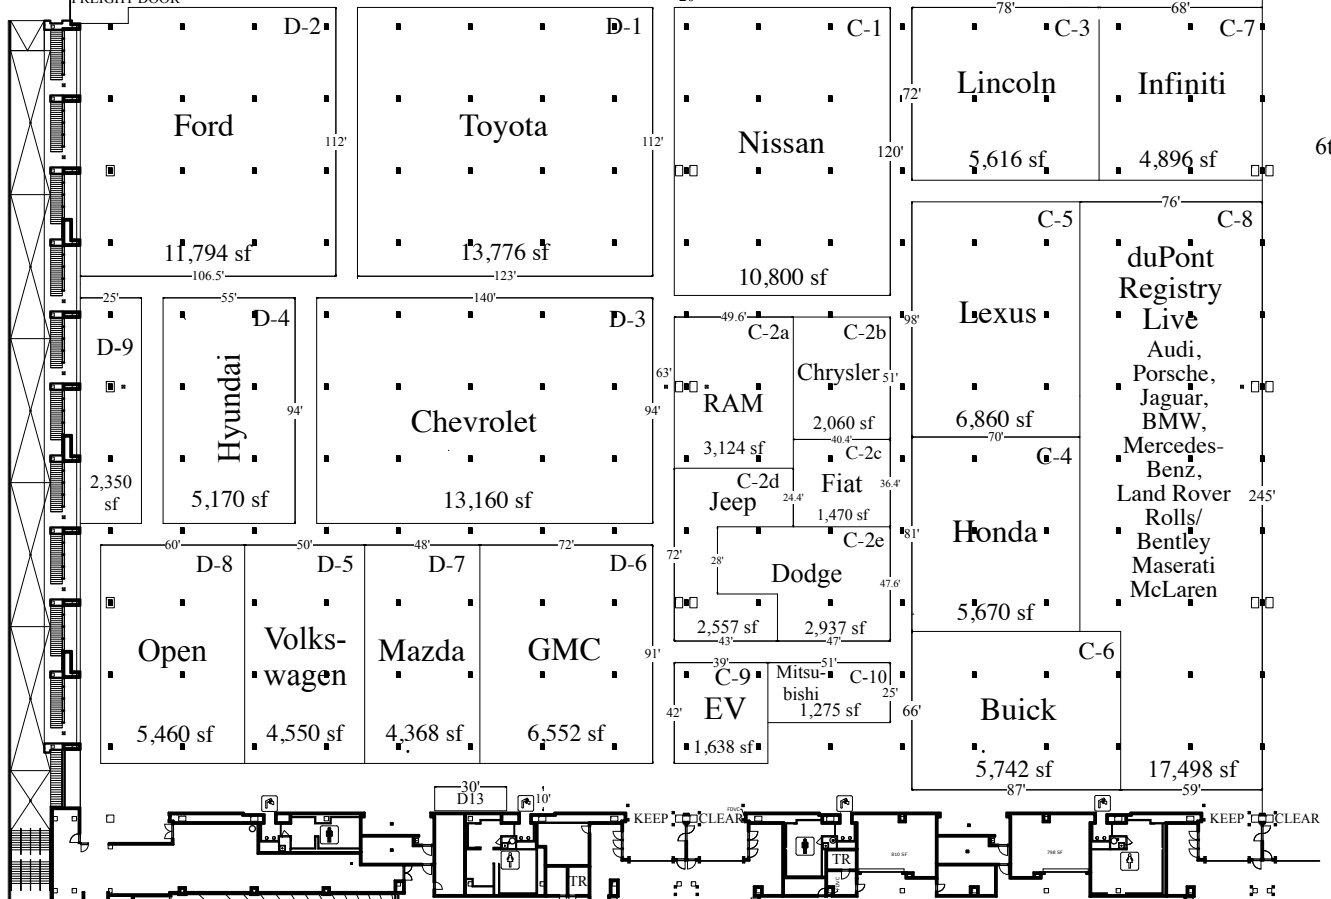 FREIGHT DOOR
D-2
Ford
112'
11,794 sf
106.5'
D-1
Toyota
112'
13,776 sf
123'
C-1
Nissan
120'
10,800 sf
78'
C-3
Lincoln
72'
5,616 sf
68'
C-7
Infiniti
4,896 sf
25'
D-9
2,350
sf
55'
D-4
Hyundai
94'
5,170 sf
140'
D-3
Chevrolet
94'
13,160 sf
49.6'
C-2a
63'
RAM
3,124 sf
C-2b
Chrysler
51'
2,060 sf
40.4'
C-2c
Fiat
36.4'
1,470 sf
C-2d
Jeep
24.4'
72'
28'
2,557 sf
43'
C-2e
Dodge
47.6'
2,937 sf
47'
C-5
98'
Lexus
6,860 sf
70'
C-4
81'
Honda
5,670 sf
76'
C-8
duPont
Registry
Live
Audi,
Porsche,
Jaguar,
BMW,
Mercedes-
Benz,
Land Rover
Rolls/
Bentley
Maserati
McLaren
245'
17,498 sf
59'
60'
D-8
Open
5,460 sf
50'
D-5
Volks-
wagen
4,550 sf
48'
D-7
Mazda
4,368 sf
72'
D-6
GMC
91'
6,552 sf
39'
C-9
42'
EV
1,638 sf
51'
C-10
Mitsu-
bishi
25'
1,275 sf
C-6
66'
Buick
5,742 sf
87'
30'
D13
10'
KEEP
CLEAR
KEEP
CLEAR
TR
TR
810 SF
798 SF